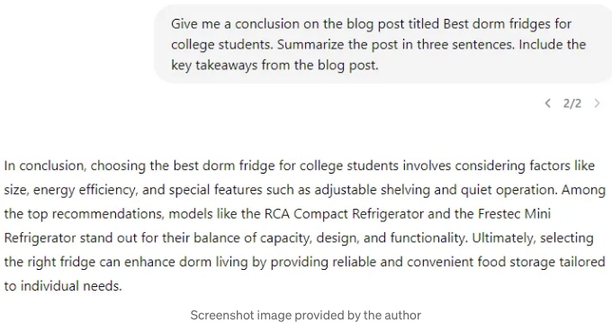 Give me a conclusion on the blog post titled Best dorm fridges for
college students. Summarize the post in three sentences. Include the
key takeaways from the blog post.
< 2/2 >
In conclusion, choosing the best dorm fridge for college students involves considering factors like
size, energy efficiency, and special features such as adjustable shelving and quiet operation. Among
the top recommendations, models like the RCA Compact Refrigerator and the Frestec Mini
Refrigerator stand out for their balance of capacity, design, and functionality. Ultimately, selecting
the right fridge can enhance dorm living by providing reliable and convenient food storage tailored
to individual needs.
Screenshot image provided by the author